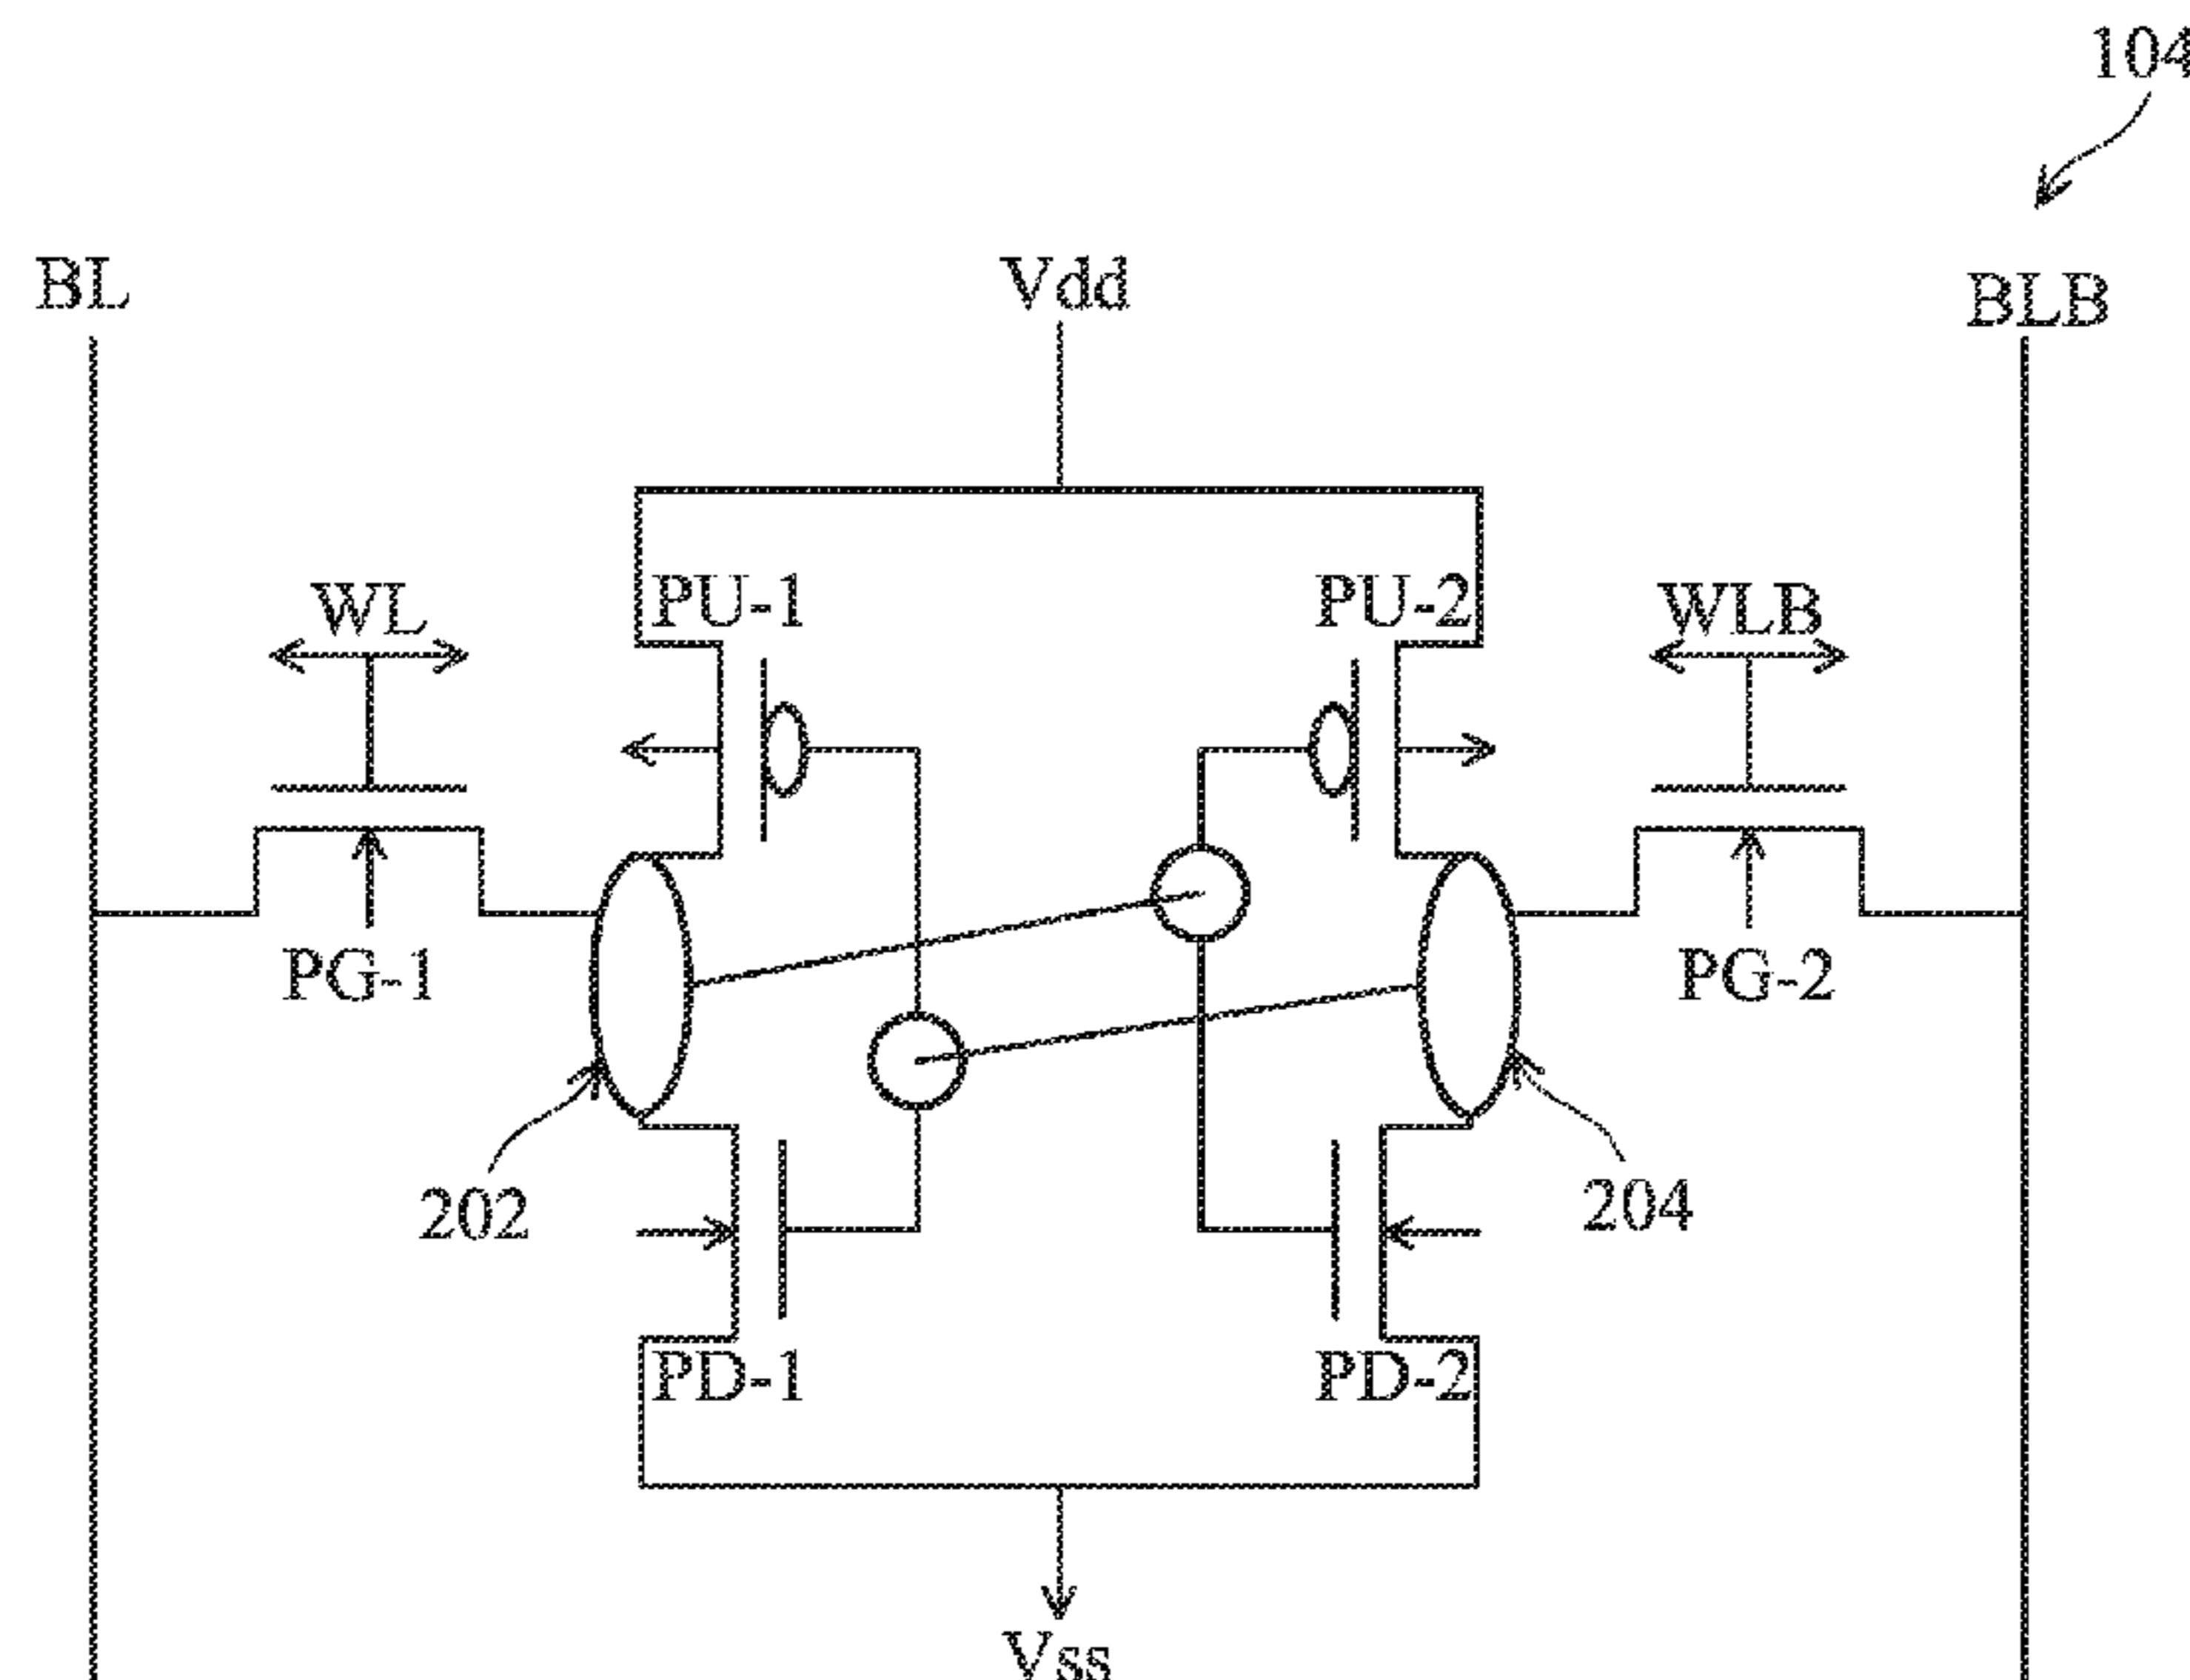 104
BL
Vdd
BLB
WL
PU-1
PU-2
WLB
PG-1
PG-2
202
204
PD-1
PD-2
Vss